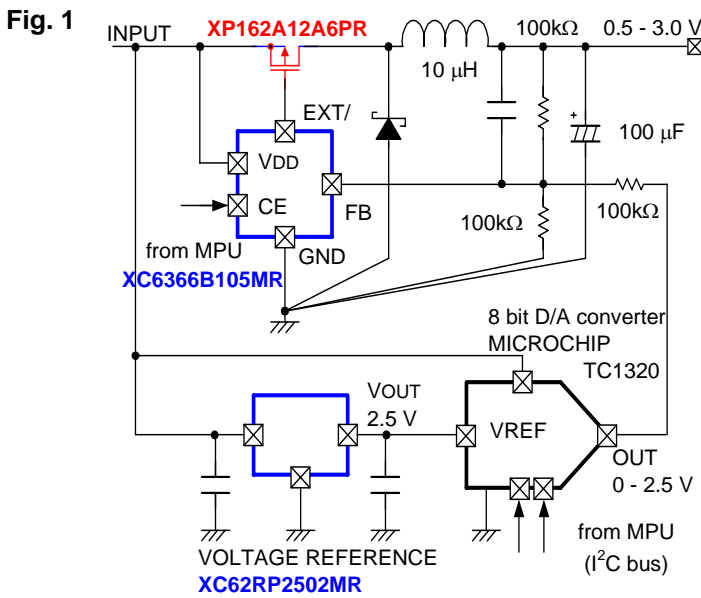 Fig. 1
INPUT
XP162A12A6PR
100kΩ
0.5 - 3.0 V
10 μH
EXT/
+
100 μF
VDD
CE
FB
100kΩ
100kΩ
from MPU
GND
XC6366B105MR
8 bit D/A converter
MICROCHIP
TC1320
VOUT
2.5 V
VREF
OUT
0 - 2.5 V
from MPU
(I²C bus)
VOLTAGE REFERENCE
XC62RP2502MR